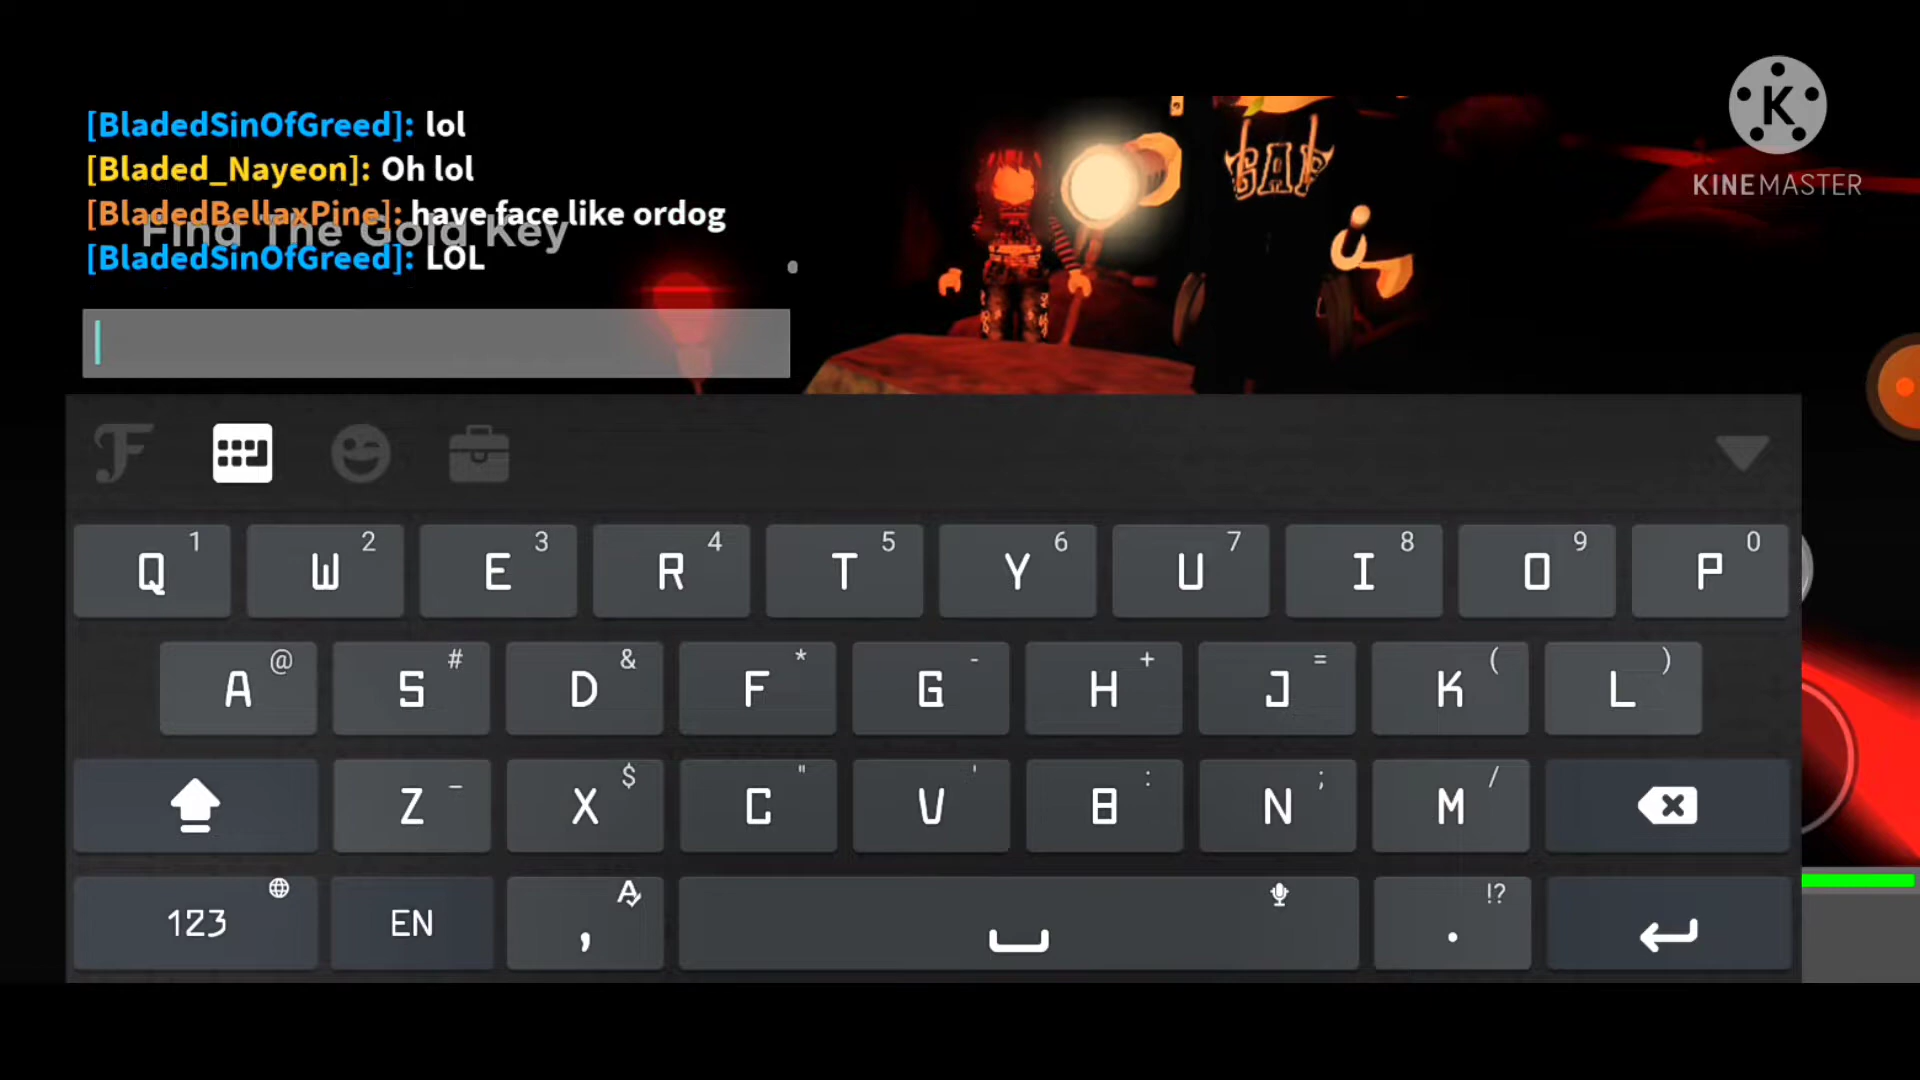 [BladedSinOfGreed]: lol
[Bladed_Nayeon]: Oh lol
[BladedBellaxPine]: have face like ordog
Find The Gold Key
[BladedSinOfGreed]: LOL
K
KINEMASTER
GAP
F
Q 1 W 2 E 3 R 4 T 5 Y 6 U 7 I 8 O 9 P 0
A @ S # D & F * G - H + J = K ( L )
Z _ X $ C " V ' B : N ; M /
123 EN , . !?